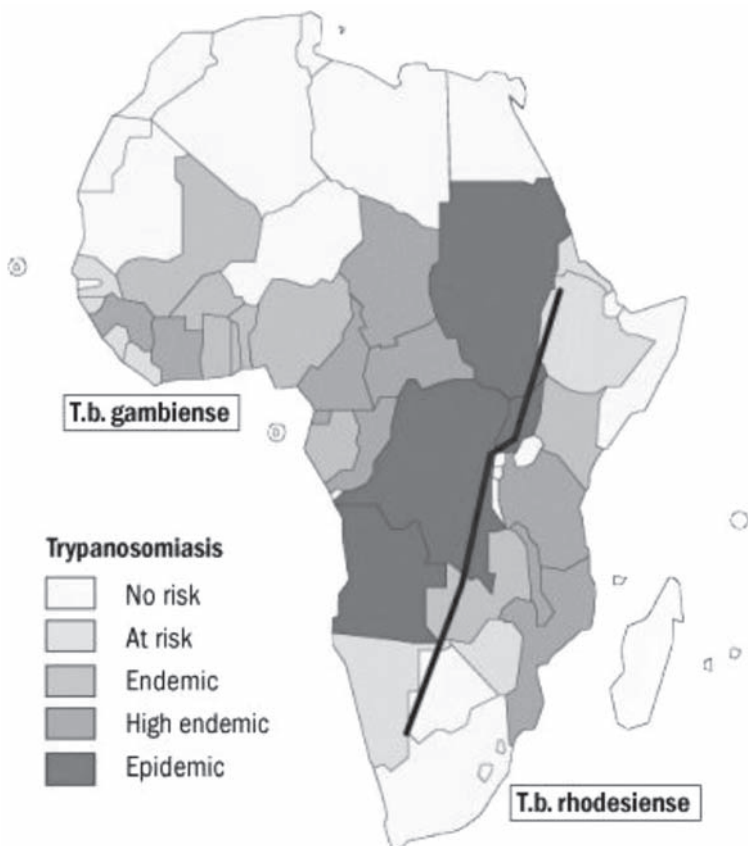 T.b. gambiense
Trypanosomiasis
No risk
At risk
Endemic
High endemic
Epidemic
T.b. rhodesiense